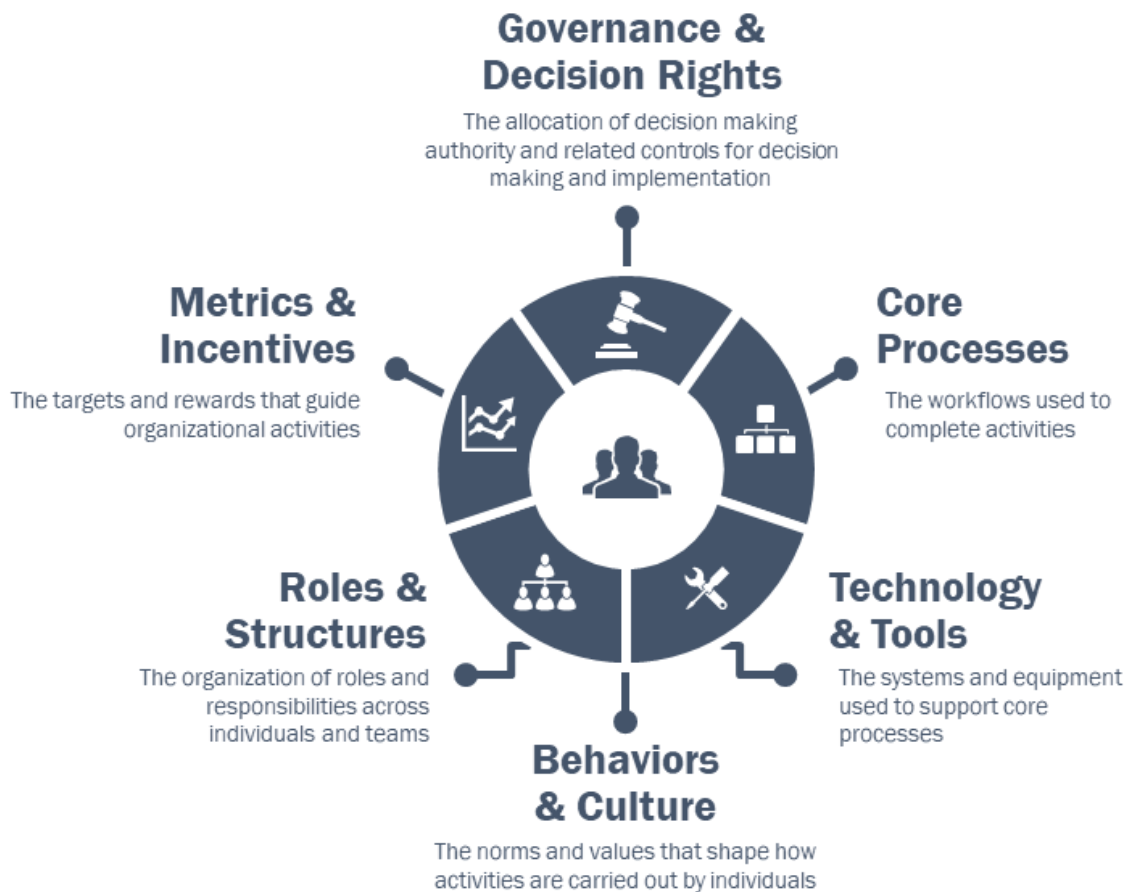 Governance &
Decision Rights
The allocation of decision making
authority and related controls for decision
making and implementation
Metrics &
Incentives
The targets and rewards that guide
organizational activities
Core
Processes
The workflows used to
complete activities
Roles &
Structures
The organization of roles and
responsibilities across
individuals and teams
Technology
& Tools
The systems and equipment
used to support core
processes
Behaviors
& Culture
The norms and values that shape how
activities are carried out by individuals